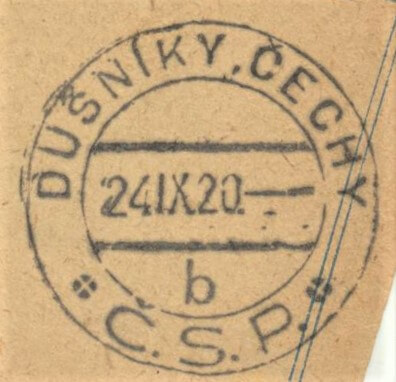 DUŠNÍKY, ČECHY
24.IX.20.
b
Č.S.P.